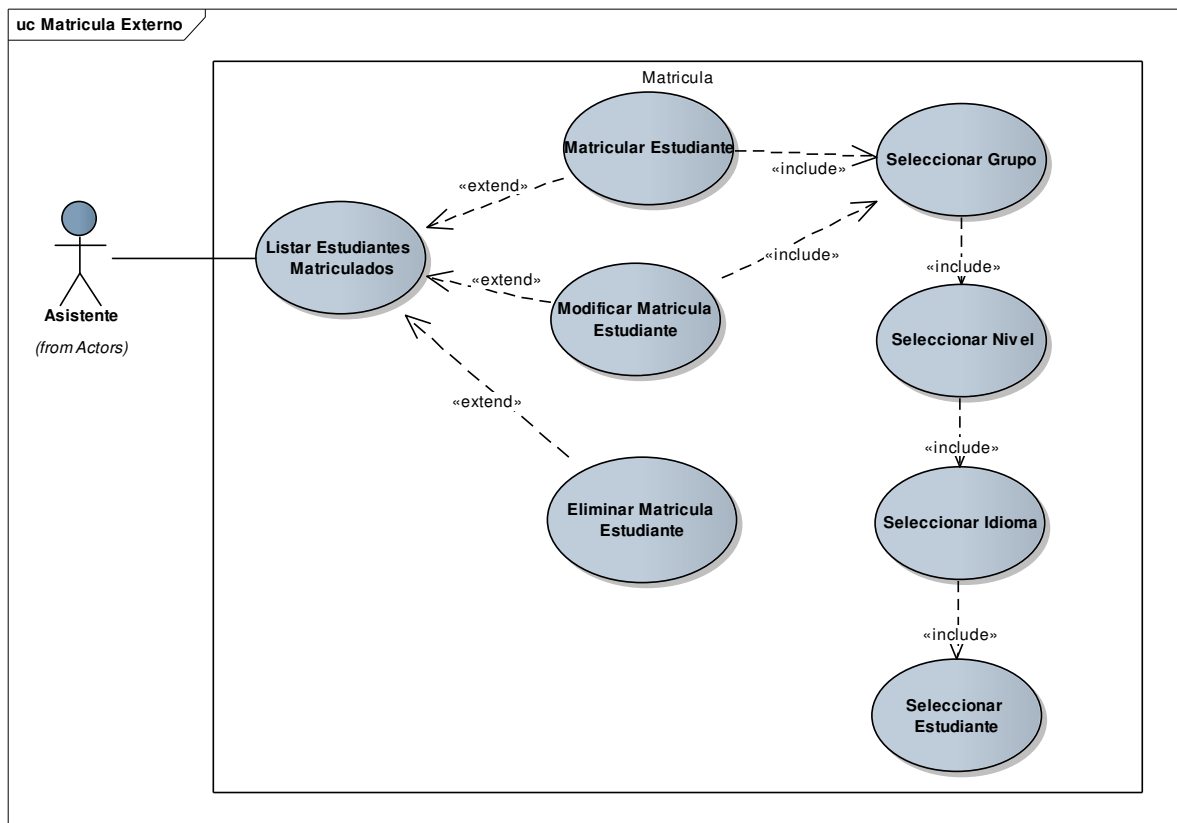 uc Matricula Externo
Matricula
Matricular Estudiante
«include»
Seleccionar Grupo
«extend»
Listar Estudiantes
Matriculados
Asistente
(from Actors)
«extend»
Modificar Matricula
Estudiante
«include»
«include»
Seleccionar Nivel
«extend»
«include»
Eliminar Matricula
Estudiante
Seleccionar Idioma
«include»
Seleccionar
Estudiante